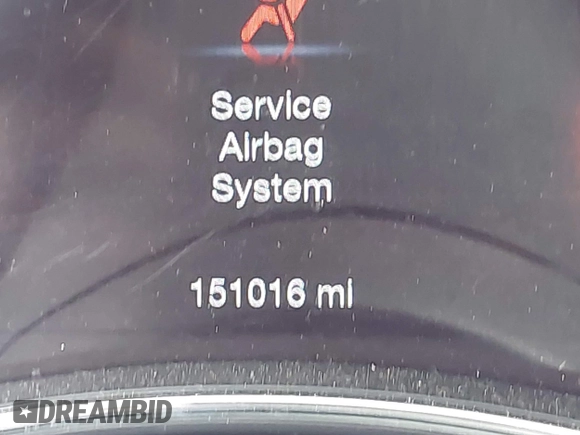 Service
Airbag
System
151016 mi
DREAMBID